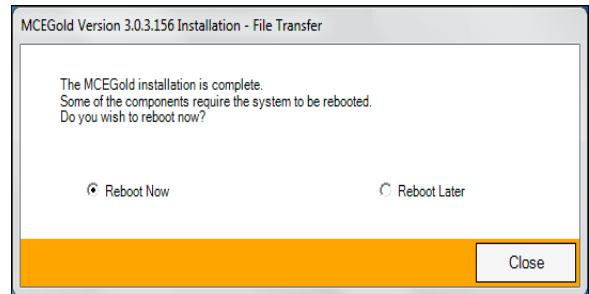 MCEGold Version 3.0.3.156 Installation - File Transfer
The MCEGold installation is complete.
Some of the components require the system to be rebooted.
Do you wish to reboot now?
Reboot Now
Reboot Later
Close